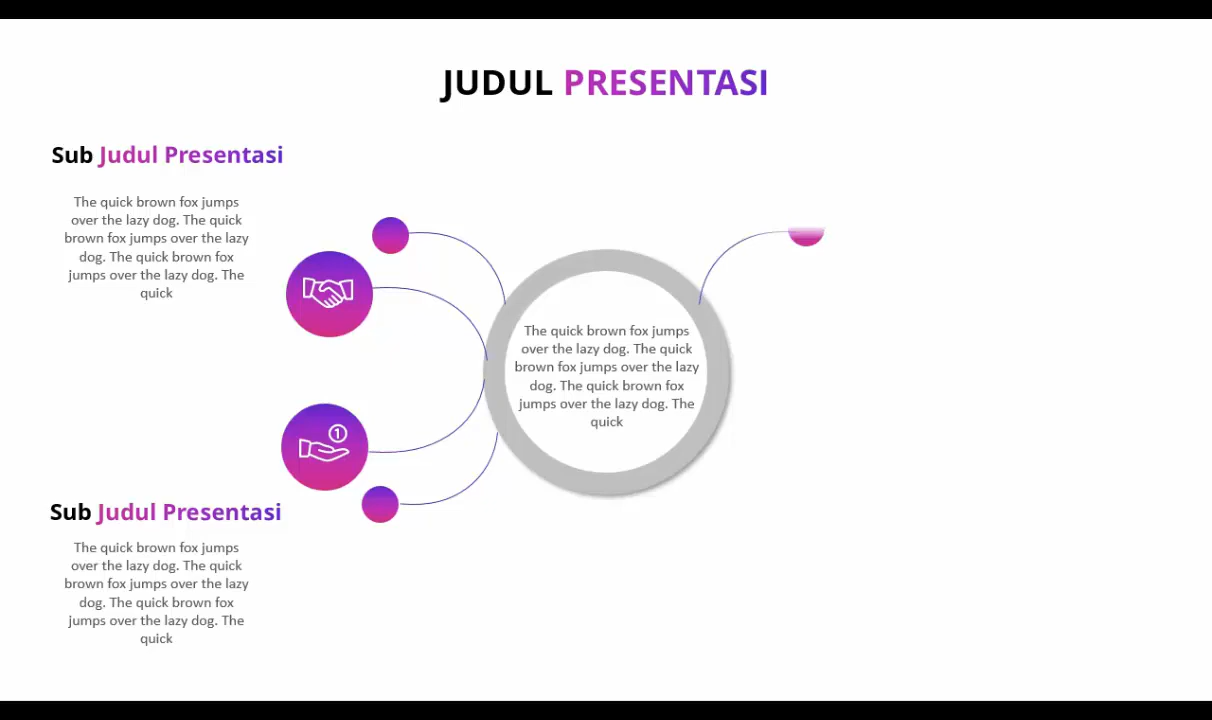 JUDUL PRESENTASI
Sub Judul Presentasi
The quick brown fox jumps
over the lazy dog. The quick
brown fox jumps over the lazy
dog. The quick brown fox
jumps over the lazy dog. The
quick
The quick brown fox jumps
over the lazy dog. The quick
brown fox jumps over the lazy
dog. The quick brown fox
jumps over the lazy dog. The
quick
1
Sub Judul Presentasi
The quick brown fox jumps
over the lazy dog. The quick
brown fox jumps over the lazy
dog. The quick brown fox
jumps over the lazy dog. The
quick